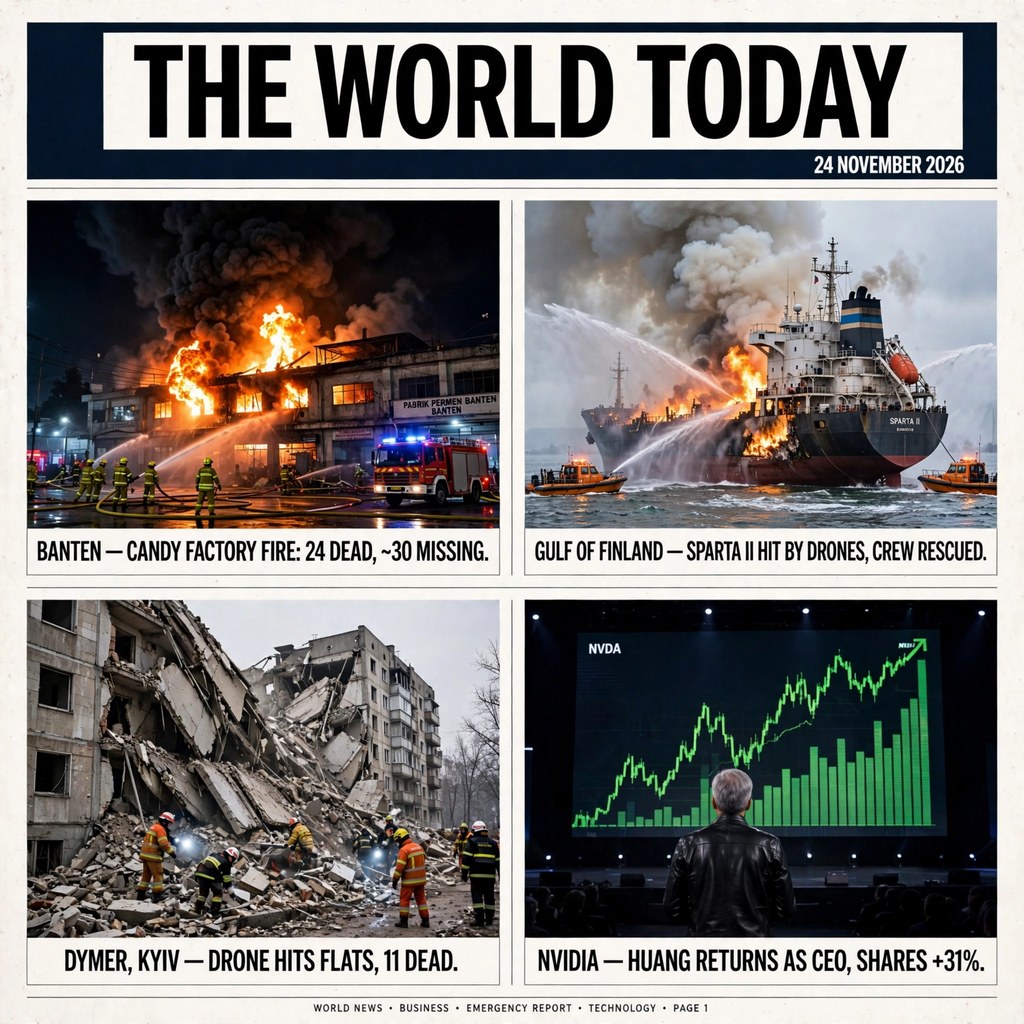 THE WORLD TODAY
24 NOVEMBER 2026
PABRIK PERMEN BANTEN
BANTEN
SPARTA II
BANTEN — CANDY FACTORY FIRE: 24 DEAD, ~30 MISSING.
GULF OF FINLAND — SPARTA II HIT BY DRONES, CREW RESCUED.
NVDA
DYMER, KYIV — DRONE HITS FLATS, 11 DEAD.
NVIDIA — HUANG RETURNS AS CEO, SHARES +31%.
WORLD NEWS • BUSINESS • EMERGENCY REPORT • TECHNOLOGY • PAGE 1